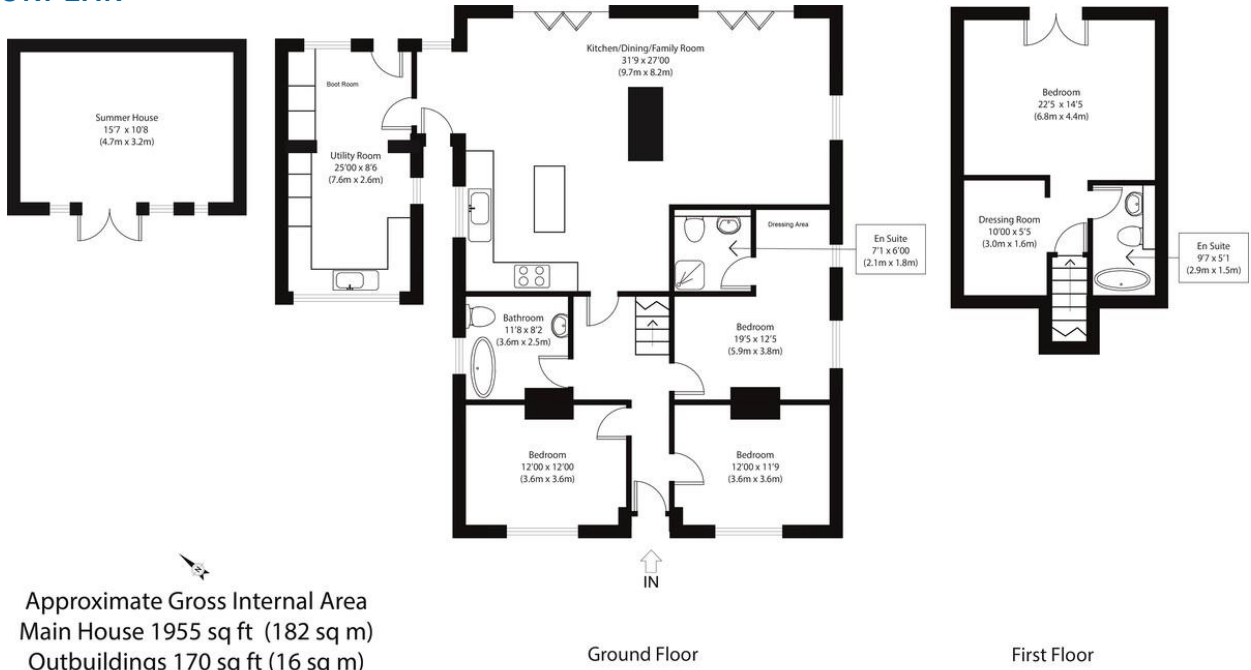 Summer House
15'7 x 10'8
(4.7m x 3.2m)
Boot Room
Utility Room
25'00 x 8'6
(7.6m x 2.6m)
Kitchen/Dining/Family Room
31'9 x 27'00
(9.7m x 8.2m)
Dressing Area
En Suite
7'1 x 6'00
(2.1m x 1.8m)
Bathroom
11'8 x 8'2
(3.6m x 2.5m)
Bedroom
19'5 x 12'5
(5.9m x 3.8m)
Bedroom
12'00 x 12'00
(3.6m x 3.6m)
Bedroom
12'00 x 11'9
(3.6m x 3.6m)
IN
Bedroom
22'5 x 14'5
(6.8m x 4.4m)
Dressing Room
10'00 x 5'5
(3.0m x 1.6m)
En Suite
9'7 x 5'1
(2.9m x 1.5m)
N
Approximate Gross Internal Area
Main House 1955 sq ft (182 sq m)
Outbuildings 170 sq ft (16 sq m)
Ground Floor
First Floor